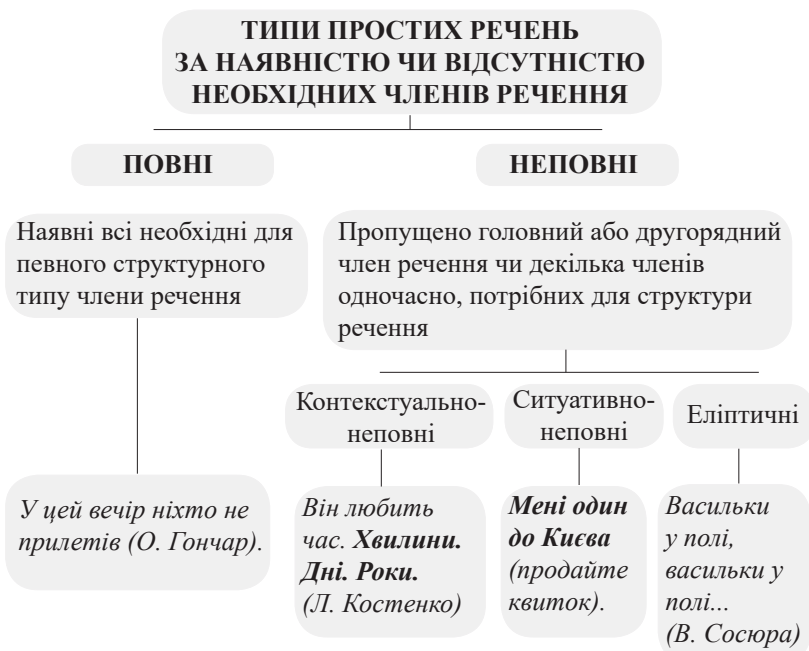 ТИПИ ПРОСТИХ РЕЧЕНЬ
ЗА НАЯВНІСТЮ ЧИ ВІДСУТНІСТЮ
НЕОБХІДНИХ ЧЛЕНІВ РЕЧЕННЯ
ПОВНІ
НЕПОВНІ
Наявні всі необхідні для
певного структурного
типу члени речення
Пропущено головний або другорядний
член речення чи декілька членів
одночасно, потрібних для структури
речення
Контекстуально-
неповні
Ситуативно-
неповні
Еліптичні
У цей вечір ніхто не
прилетів (О. Гончар).
Він любить
час. Хвилини.
Дні. Роки.
(Л. Костенко)
Мені один
до Києва
(продайте
квиток).
Васильки
у полі,
васильки у
полі...
(В. Сосюра)